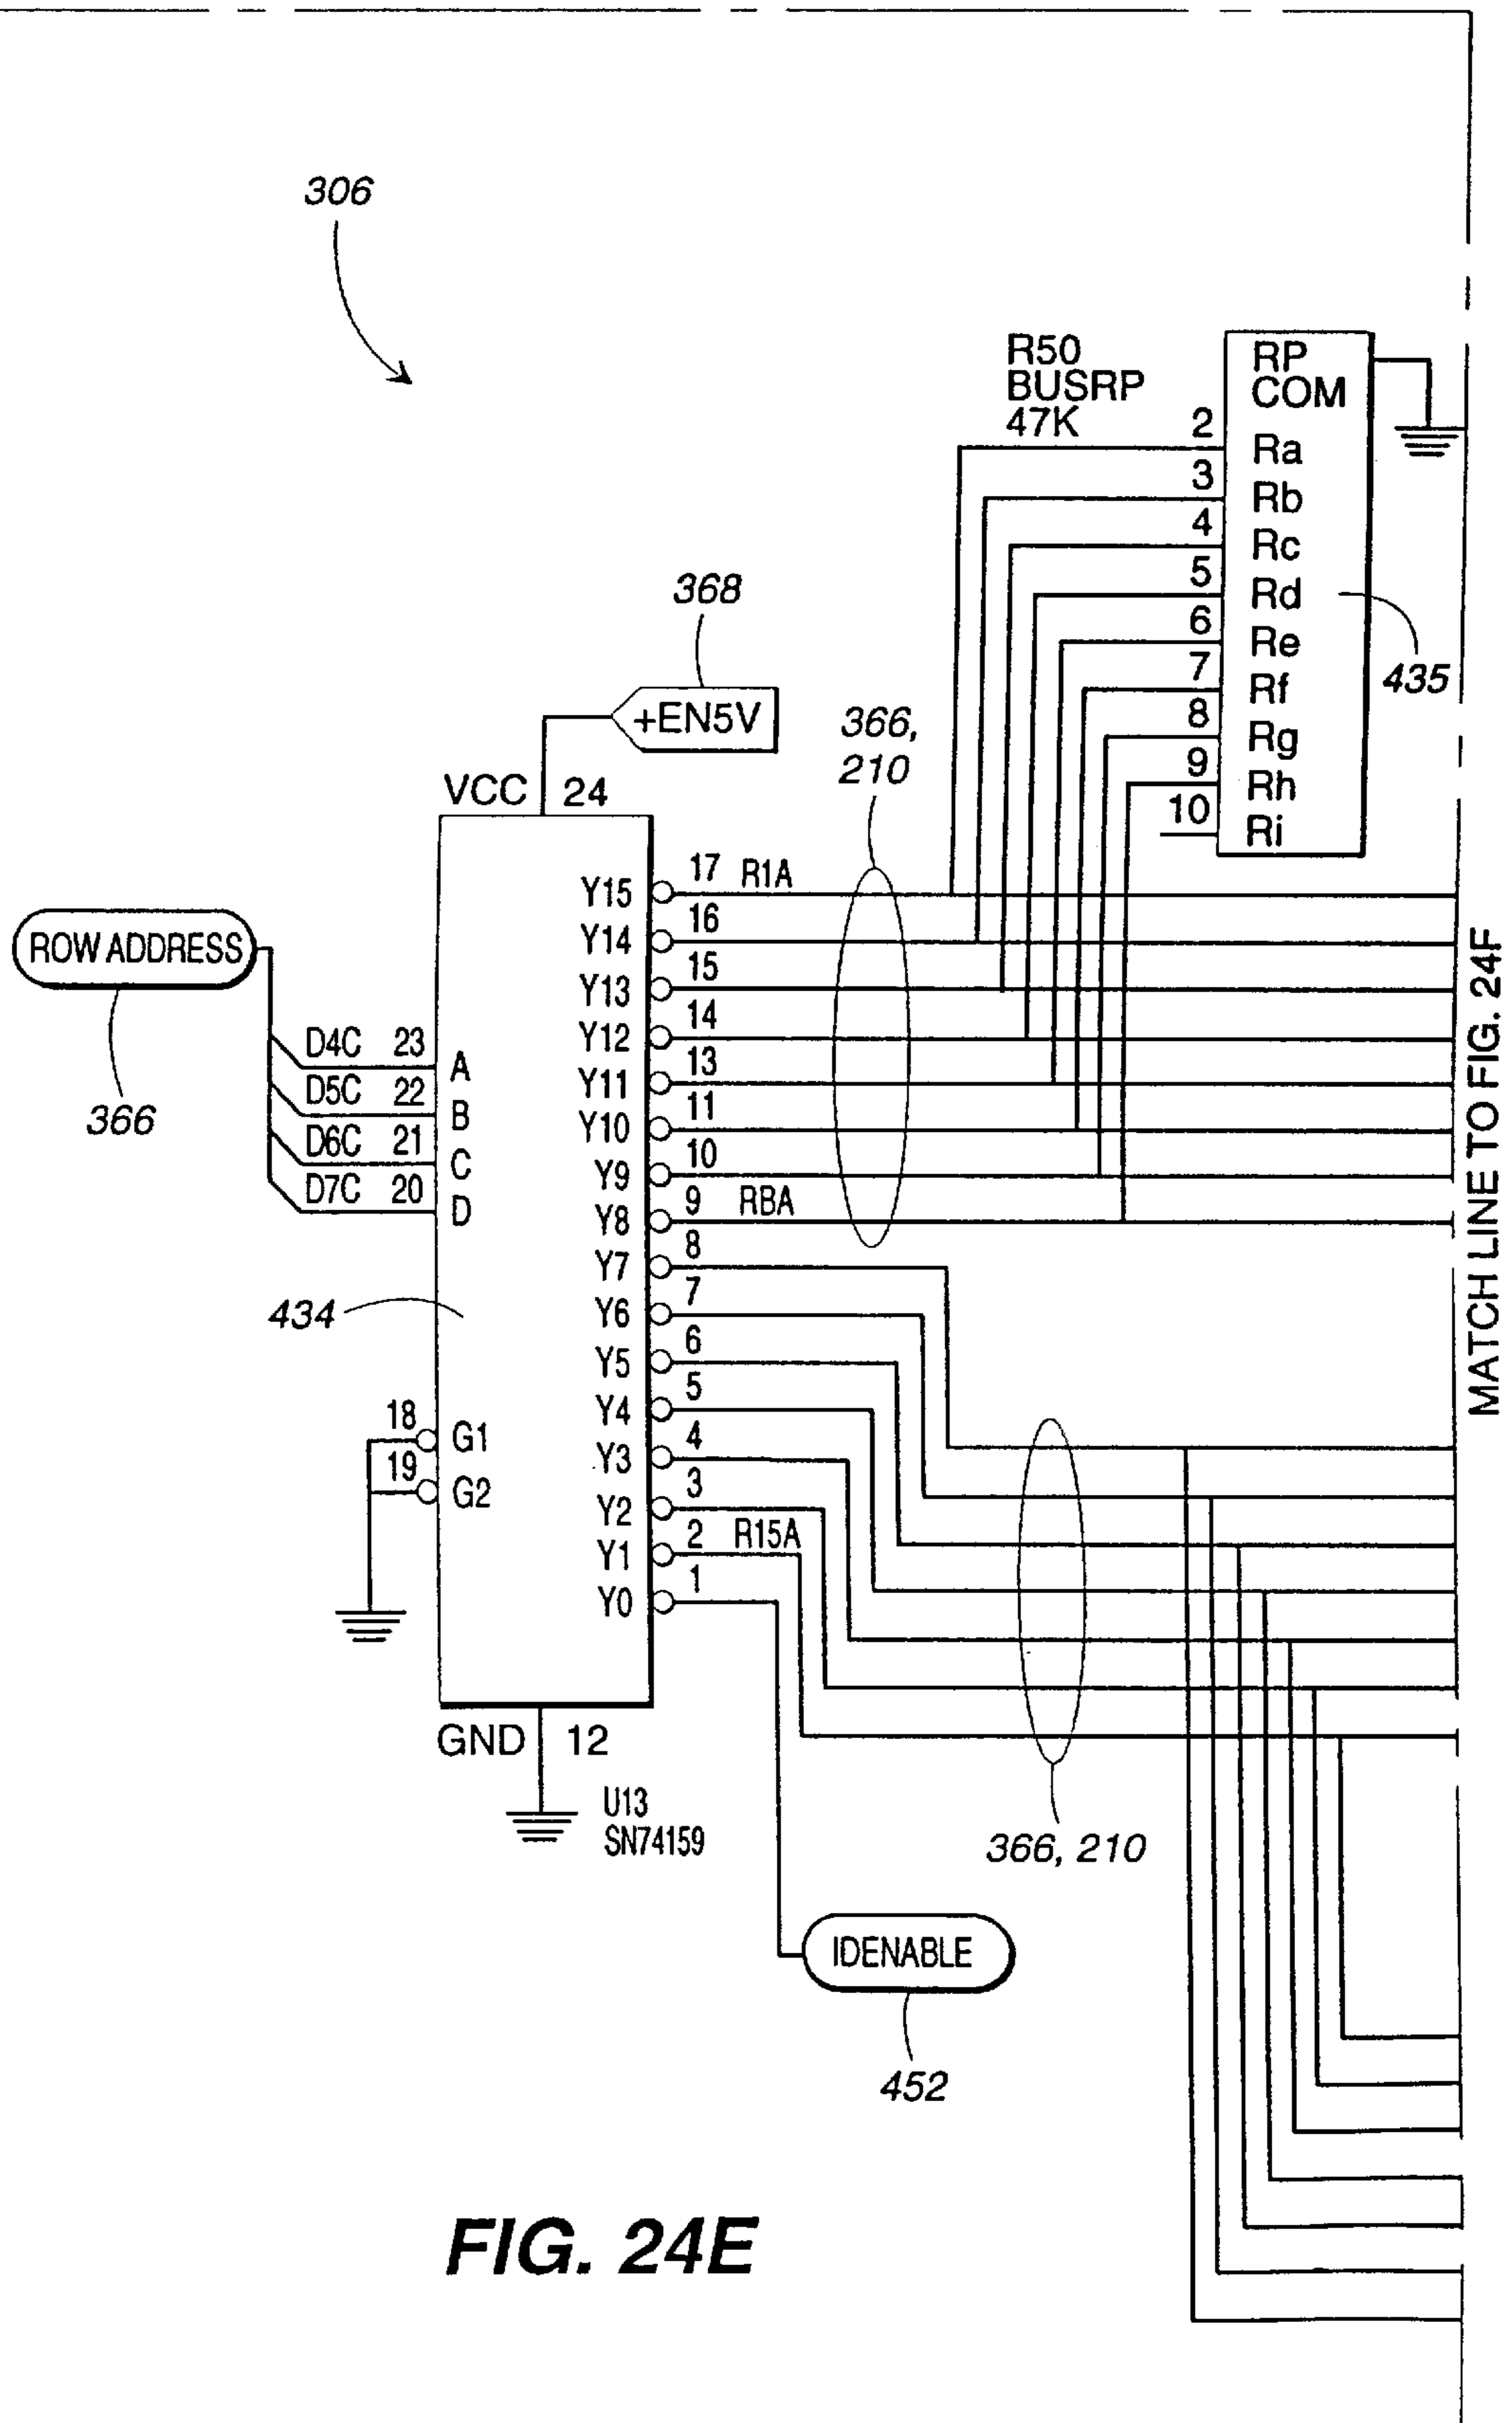 306
R50
BUSRP
47K
RP
COM
2 Ra
3 Rb
4 Rc
5 Rd
6 Re
7 Rf
8 Rg
9 Rh
10 Ri
435
368
+EN5V
366,
210
VCC 24
ROW ADDRESS
366
D4C 23 A
D5C 22 B
D6C 21 C
D7C 20 D
434
18 G1
19 G2
Y15 17 R1A
Y14 16
Y13 15
Y12 14
Y11 13
Y10 11
Y9 10
Y8 9 RBA
Y7 8
Y6 7
Y5 6
Y4 5
Y3 4
Y2 3
Y1 2 R15A
Y0 1
GND 12
U13
SN74159
366, 210
IDENABLE
452
MATCH LINE TO FIG. 24F
FIG. 24E